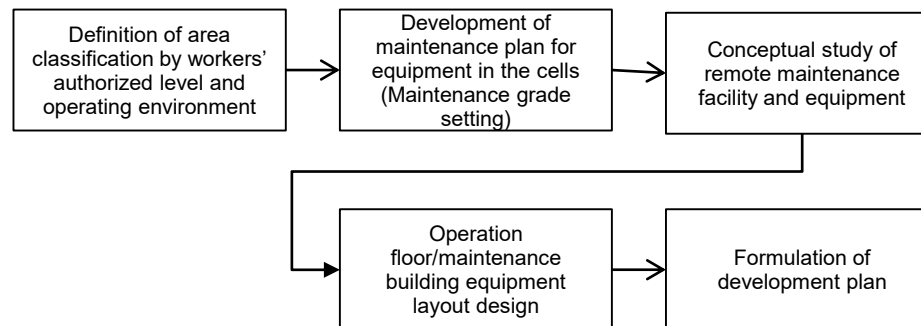 Definition of area
classification by workers’
authorized level and
operating environment
Development of
maintenance plan for
equipment in the cells
(Maintenance grade
setting)
Conceptual study of
remote maintenance
facility and equipment
Operation
floor/maintenance
building equipment
layout design
Formulation of
development plan